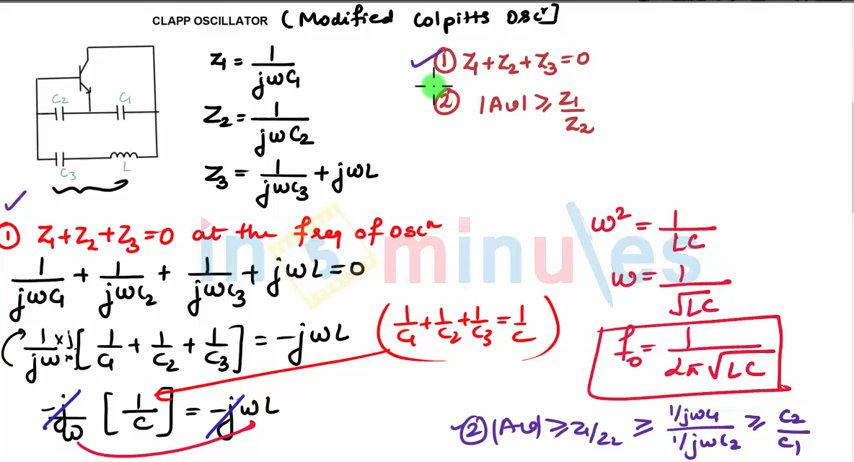 CLAPP OSCILLATOR (Modified Colpitts Oscr)
C2 C1
C3 L
Z1 = 1/jωC1
Z2 = 1/jωC2
Z3 = 1/jωC3 + jωL
① Z1+Z2+Z3=0
② |Av| ≥ Z1/Z2
① Z1+Z2+Z3=0 at the freq of oscn
1/jωC1 + 1/jωC2 + 1/jωC3 + jωL=0
1/jω ×j/×j [1/C1 + 1/C2 + 1/C3] = -jωL
(1/C1 + 1/C2 + 1/C3 = 1/C)
-j/ω [1/C] = -jωL
ω² = 1/LC
ω = 1/√LC
f0 = 1/2π√LC
② |Av| ≥ Z1/Z2 ≥ 1/jωC1 / 1/jωC2 ≥ C2/C1
in 5 minutes